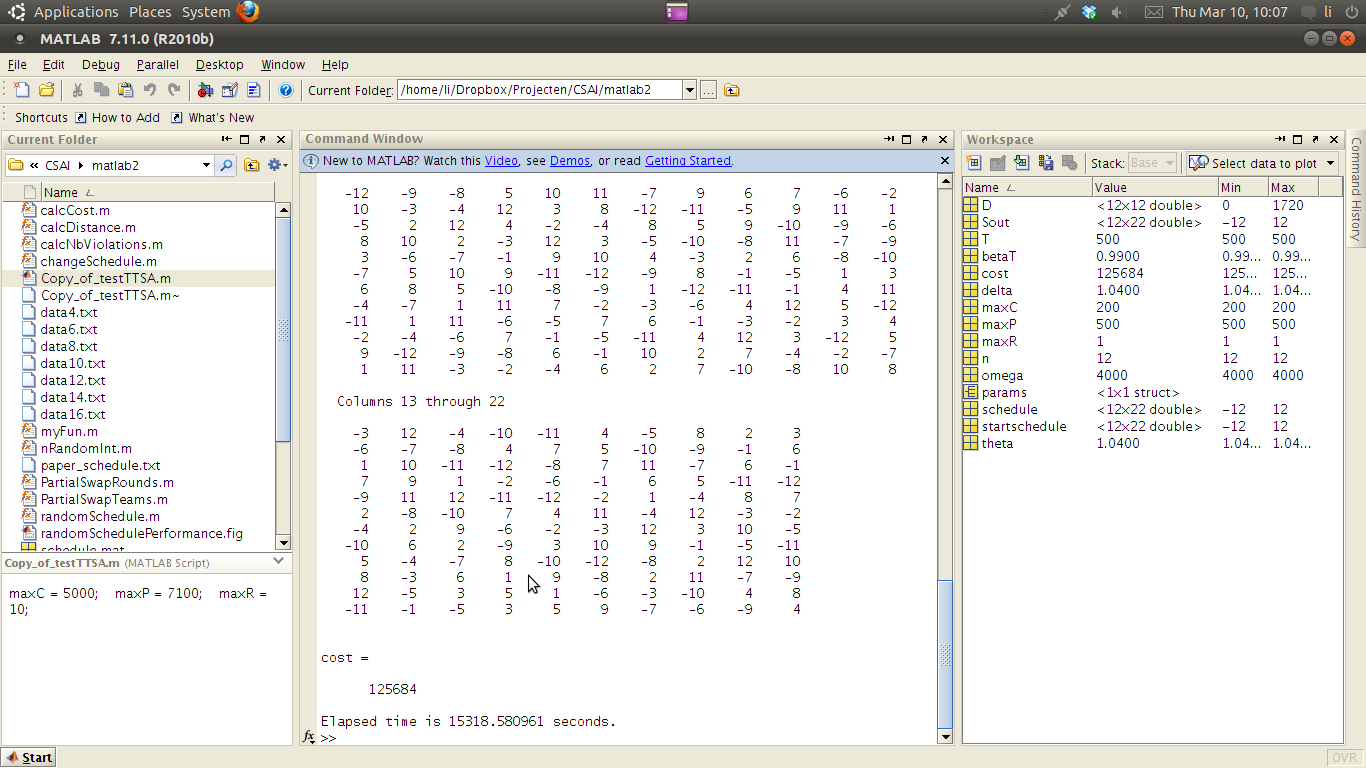 Applications Places System Thu Mar 10, 10:07 li
MATLAB 7.11.0 (R2010b)
File Edit Debug Parallel Desktop Window Help
Current Folder: /home/li/Dropbox/Projecten/CSAI/matlab2 ...
Shortcuts How to Add What's New
Current Folder
« CSAI matlab2
Name
calcCost.m
calcDistance.m
calcNbViolations.m
changeSchedule.m
Copy_of_testTTSA.m
Copy_of_testTTSA.m~
data4.txt
data6.txt
data8.txt
data10.txt
data12.txt
data14.txt
data16.txt
myFun.m
nRandomInt.m
paper_schedule.txt
PartialSwapRounds.m
PartialSwapTeams.m
randomSchedule.m
randomSchedulePerformance.fig
schedule.mat
Copy_of_testTTSA.m (MATLAB Script)
maxC = 5000; maxP = 7100; maxR =
10;
Command Window
New to MATLAB? Watch this Video, see Demos, or read Getting Started.
-12 -9 -8 5 10 11 -7 9 6 7 -6 -2
10 -3 -4 12 3 8 -12 -11 -5 9 11 1
-5 2 12 4 -2 -4 8 5 9 -10 -9 -6
8 10 2 -3 12 3 -5 -10 -8 11 -7 -9
3 -6 -7 -1 9 10 4 -3 2 6 -8 -10
-7 5 10 9 -11 -12 -9 8 -1 -5 1 3
6 8 5 -10 -8 -9 1 -12 -11 -1 4 11
-4 -7 1 11 7 -2 -3 -6 4 12 5 -12
-11 1 11 -6 -5 7 6 -1 -3 -2 3 4
-2 -4 -6 7 -1 -5 -11 4 12 3 -12 5
9 -12 -9 -8 6 -1 10 2 7 -4 -2 -7
1 11 -3 -2 -4 6 2 7 -10 -8 10 8
Columns 13 through 22
-3 12 -4 -10 -11 4 -5 8 2 3
-6 -7 -8 4 7 5 -10 -9 -1 6
1 10 -11 -12 -8 7 11 -7 6 -1
7 9 1 -2 -6 -1 6 5 -11 -12
-9 11 12 -11 -12 -2 1 -4 8 7
2 -8 -10 7 4 11 -4 12 -3 -2
-4 2 9 -6 -2 -3 12 3 10 -5
-10 6 2 -9 3 10 9 -1 -5 -11
5 -4 -7 8 -10 -12 -8 2 12 10
8 -3 6 1 9 -8 2 11 -7 -9
12 -5 3 5 1 -6 -3 -10 4 8
-11 -1 -5 3 5 9 -7 -6 -9 4
cost =
125684
Elapsed time is 15318.580961 seconds.
fx >>
Workspace
Stack: Base Select data to plot
Name Value Min Max
D <12x12 double> 0 1720
Sout <12x22 double> -12 12
T 500 500 500
betaT 0.9900 0.99... 0.99...
cost 125684 125... 125...
delta 1.0400 1.04... 1.04...
maxC 200 200 200
maxP 500 500 500
maxR 1 1 1
n 12 12 12
omega 4000 4000 4000
params <1x1 struct>
schedule <12x22 double> -12 12
startschedule <12x22 double> -12 12
theta 1.0400 1.04... 1.04...
Command History
Start
OVR